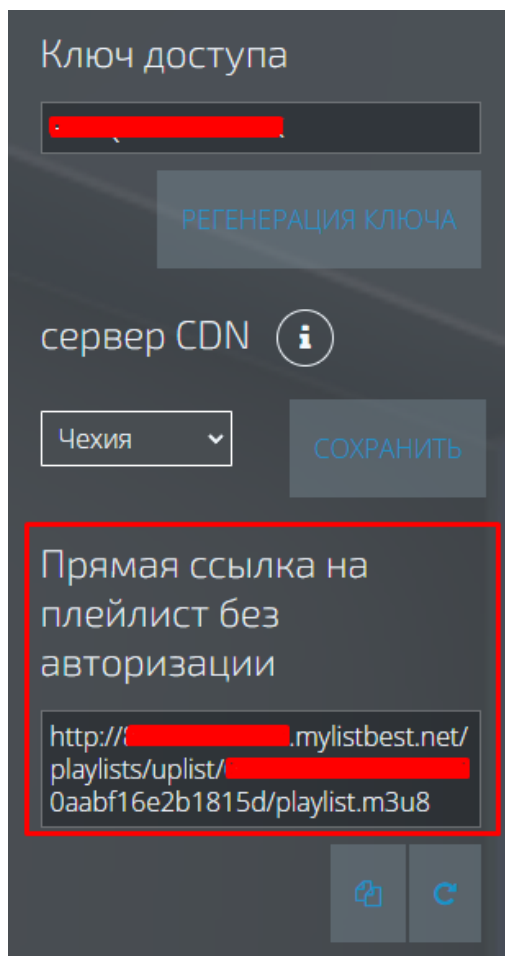 Ключ доступа
РЕГЕНЕРАЦИЯ КЛЮЧА
сервер CDN
Чехия
СОХРАНИТЬ
Прямая ссылка на
плейлист без
авторизации
http://8 .mylistbest.net/
playlists/uplist/
0aabf16e2b1815d/playlist.m3u8